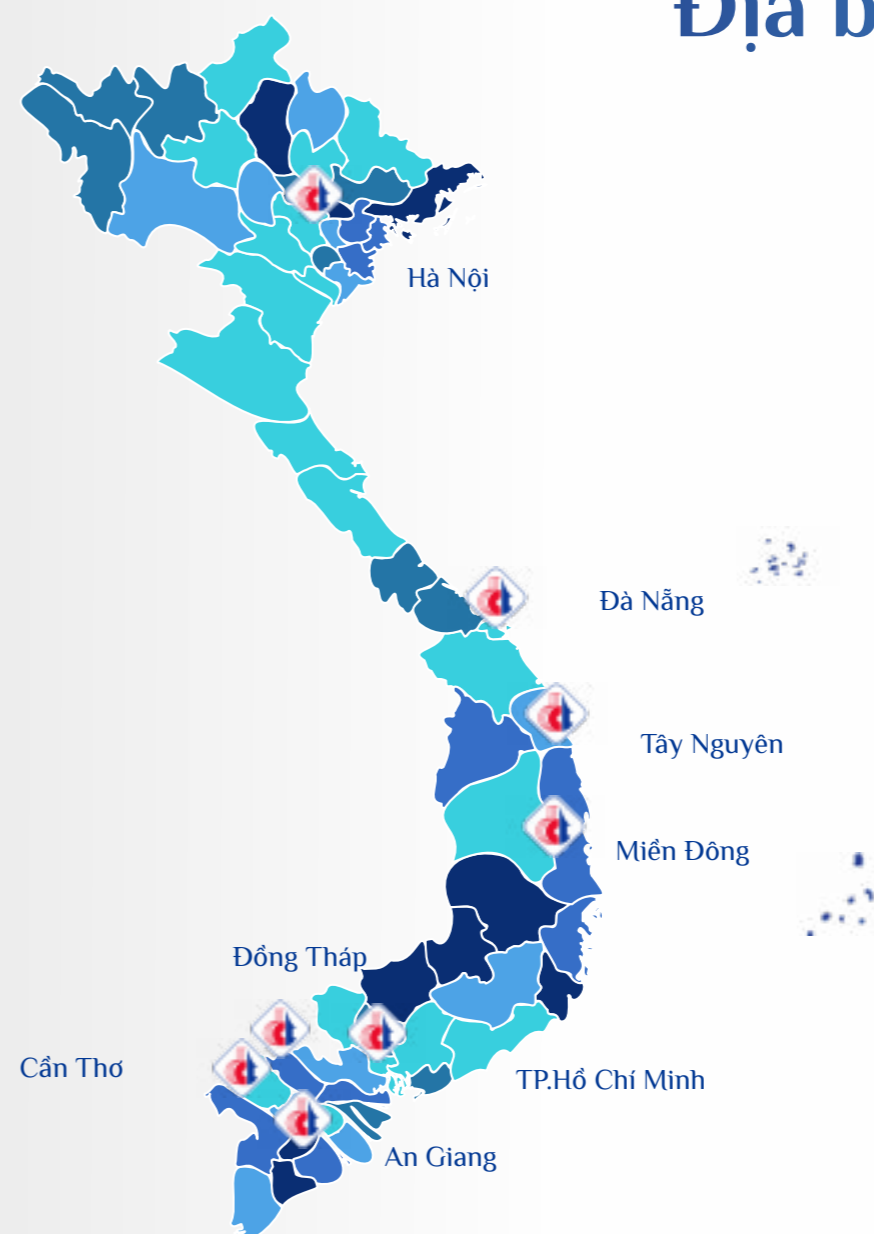 Địa b
Hà Nội
Đà Nẵng
Tây Nguyên
Miền Đông
Đồng Tháp
Cần Thơ
TP.Hồ Chí Minh
An Giang